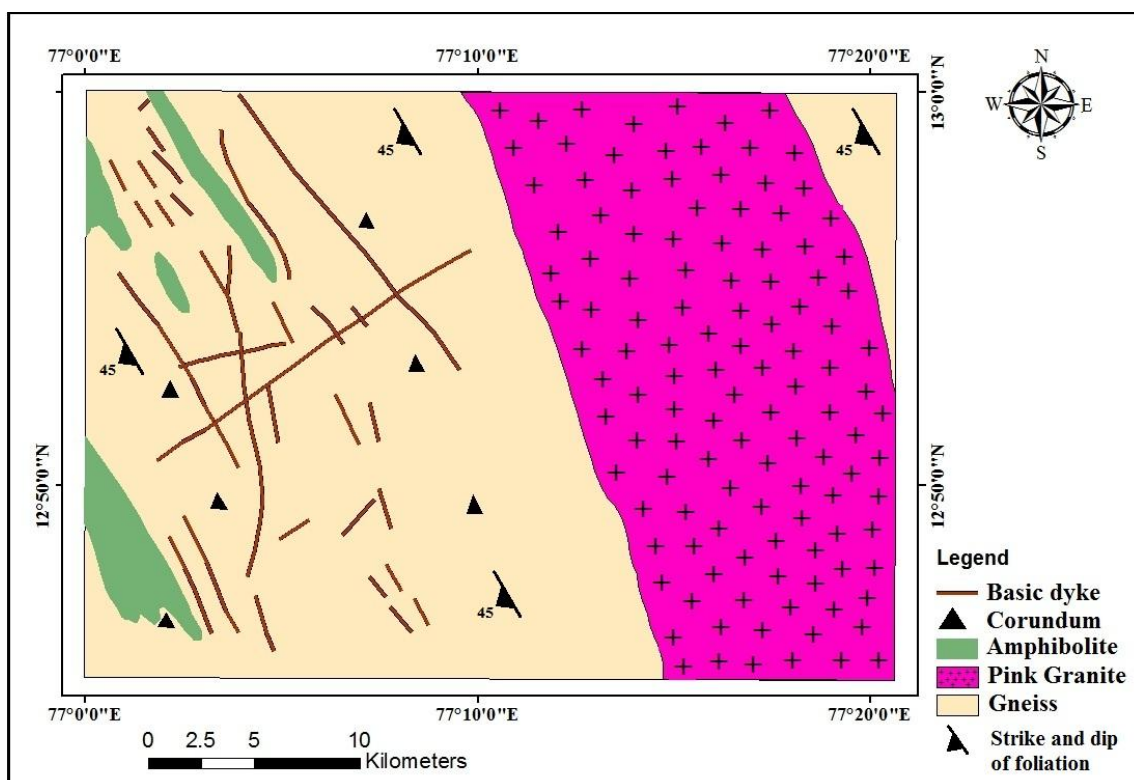 77°0'0"E 77°10'0"E 77°20'0"E
N
W E
S
13°0'0"N
45
45
45
12°50'0"N
12°50'0"N
45
77°0'0"E 77°10'0"E 77°20'0"E
0 2.5 5 10
Kilometers
Legend
Basic dyke
Corundum
Amphibolite
Pink Granite
Gneiss
Strike and dip
of foliation